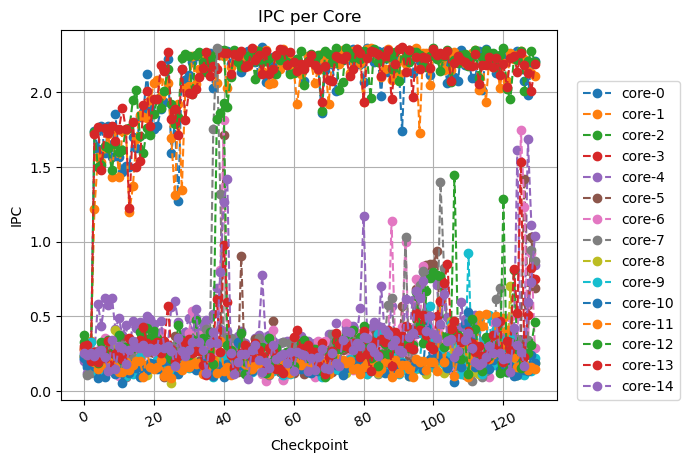 IPC per Core
IPC
2.0
1.5
1.0
0.5
0.0
0
20
40
60
80
100
120
Checkpoint
core-0
core-1
core-2
core-3
core-4
core-5
core-6
core-7
core-8
core-9
core-10
core-11
core-12
core-13
core-14